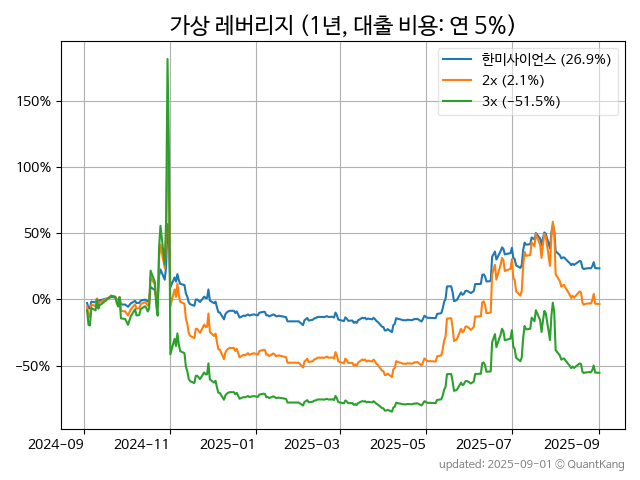 가상 레버리지 (1년, 대출 비용: 연 5%)
한미사이언스 (26.9%)
2x (2.1%)
3x (−51.5%)
150%
100%
50%
0%
−50%
2024-09 2024-11 2025-01 2025-03 2025-05 2025-07 2025-09
updated: 2025-09-01 © QuantKang